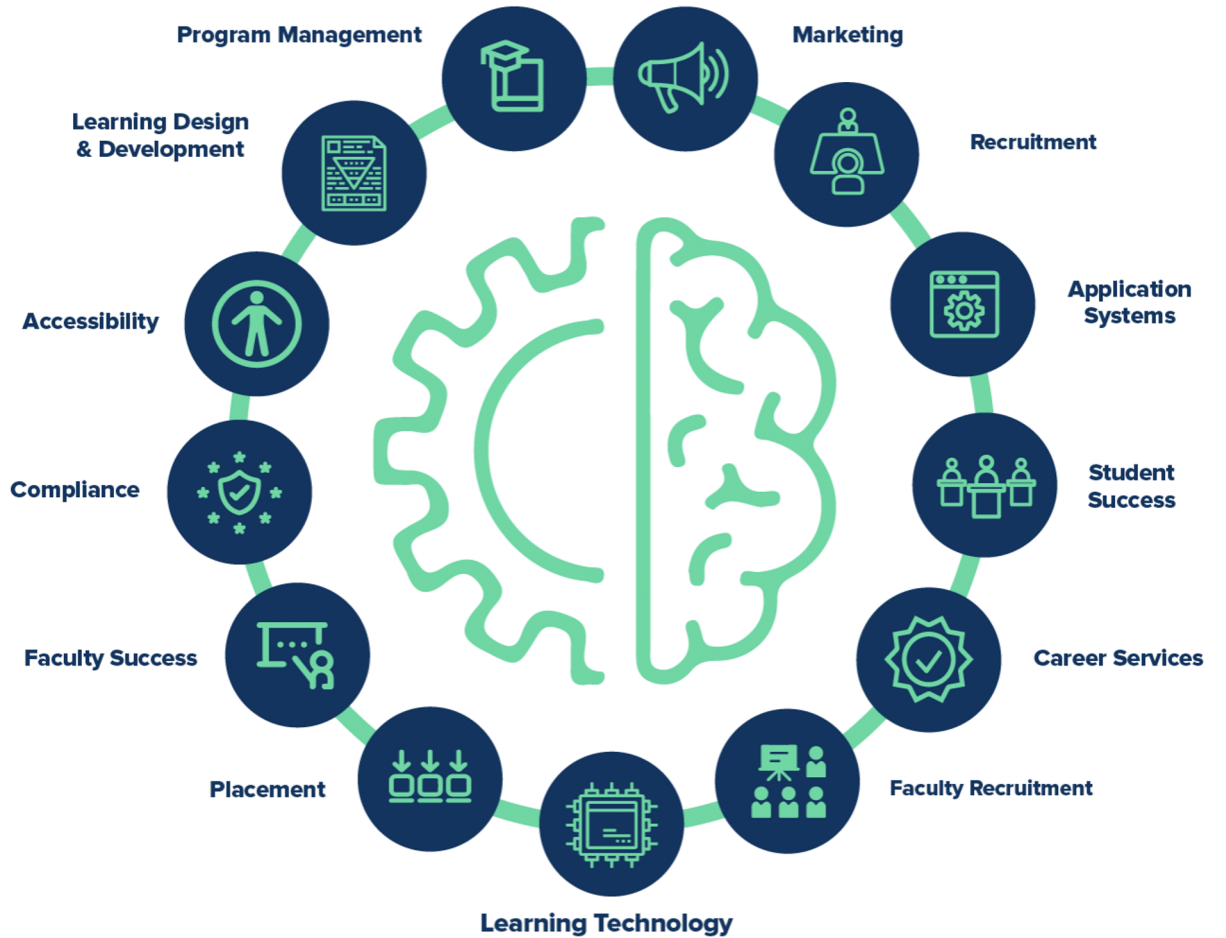 Program Management
Marketing
Learning Design
& Development
Recruitment
Accessibility
Application
Systems
Compliance
Student
Success
Faculty Success
Career Services
Placement
Faculty Recruitment
Learning Technology